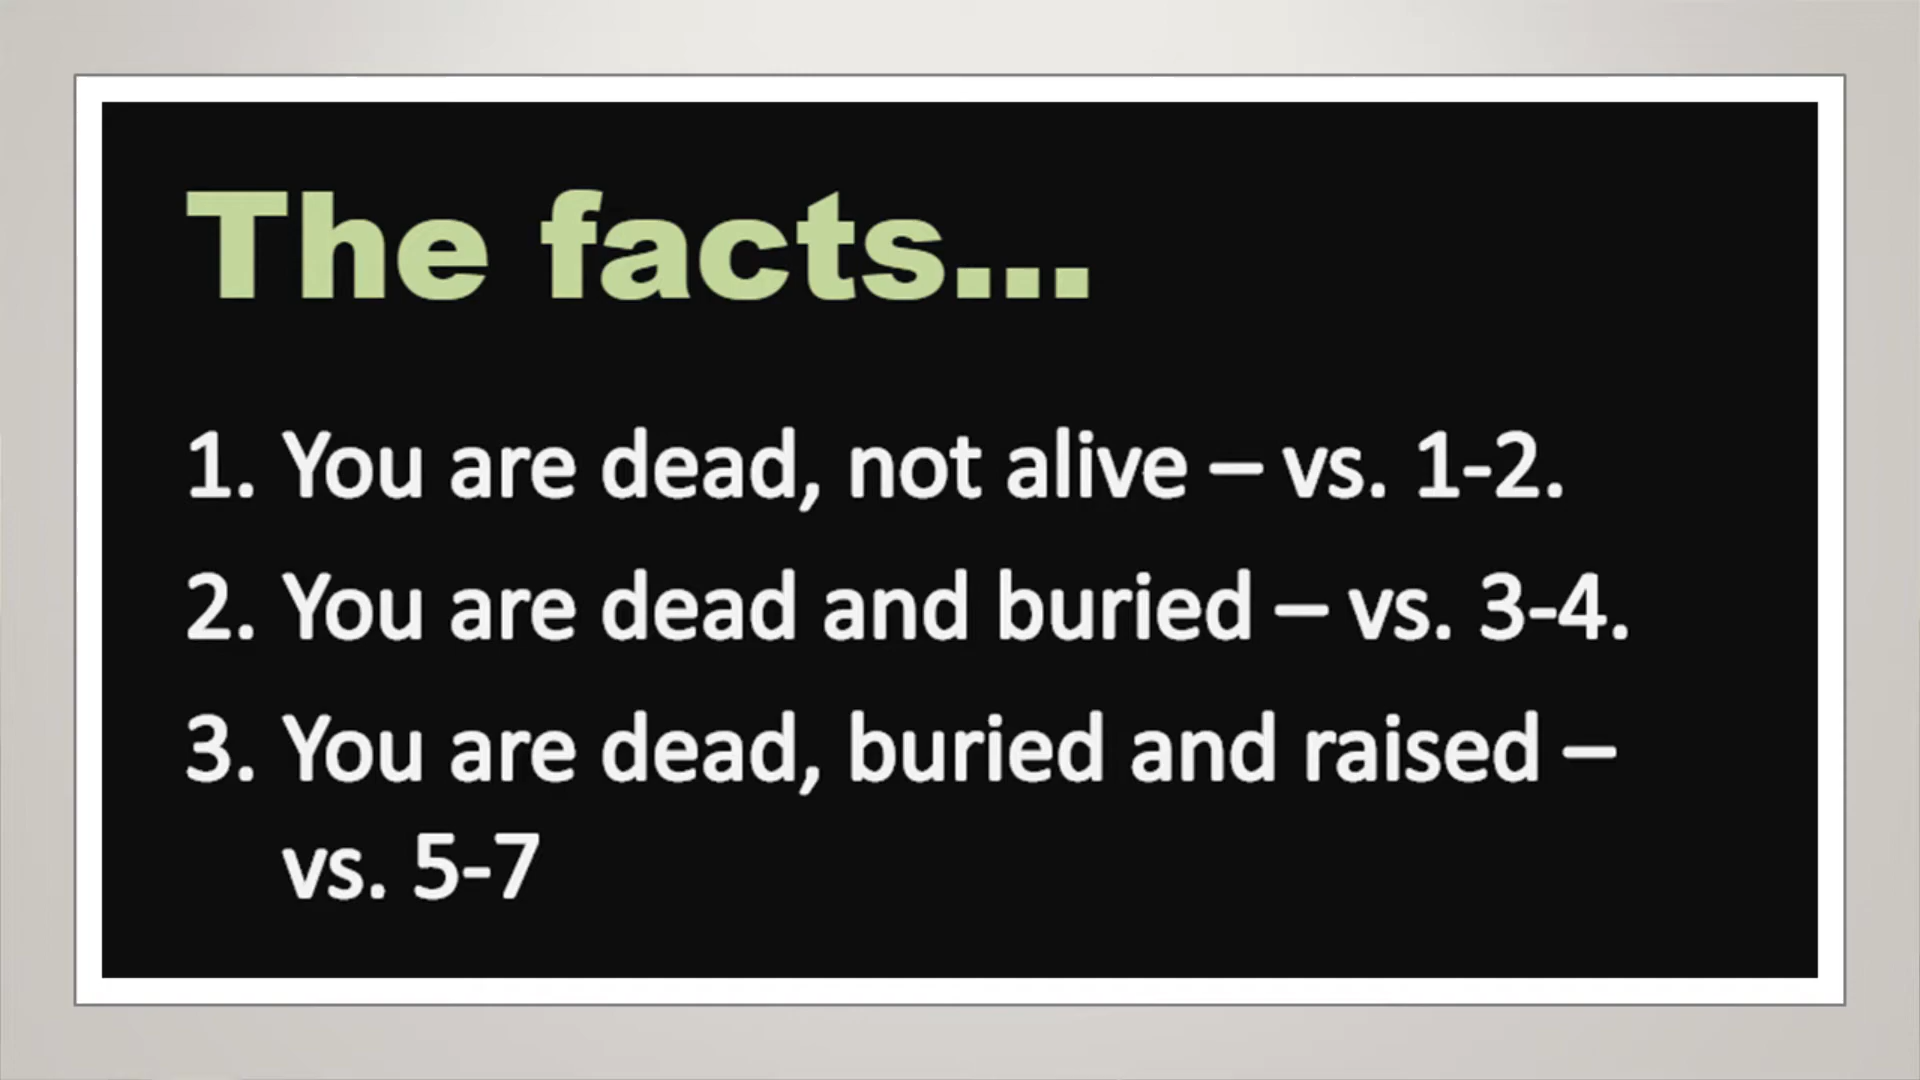 The facts...
1. You are dead, not alive – vs. 1-2.
2. You are dead and buried – vs. 3-4.
3. You are dead, buried and raised –
vs. 5-7